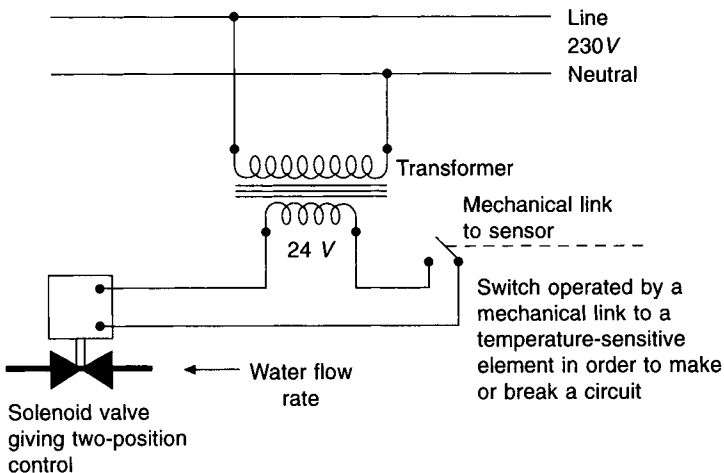 Line
230V
Neutral
Transformer
Mechanical link
to sensor
24 V
Switch operated by a
mechanical link to a
temperature-sensitive
element in order to make
or break a circuit
Water flow
rate
Solenoid valve
giving two-position
control